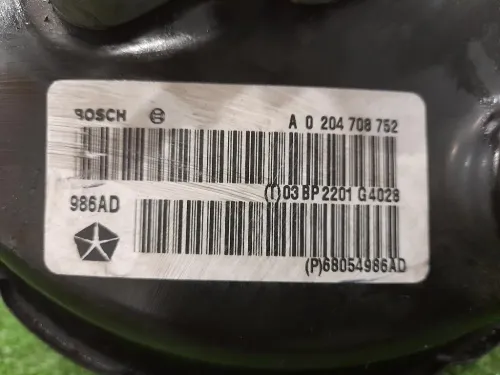 BOSCH A 0 204 708 752
(T)03 BP 2201 G4028
986AD
(P)68054986AD